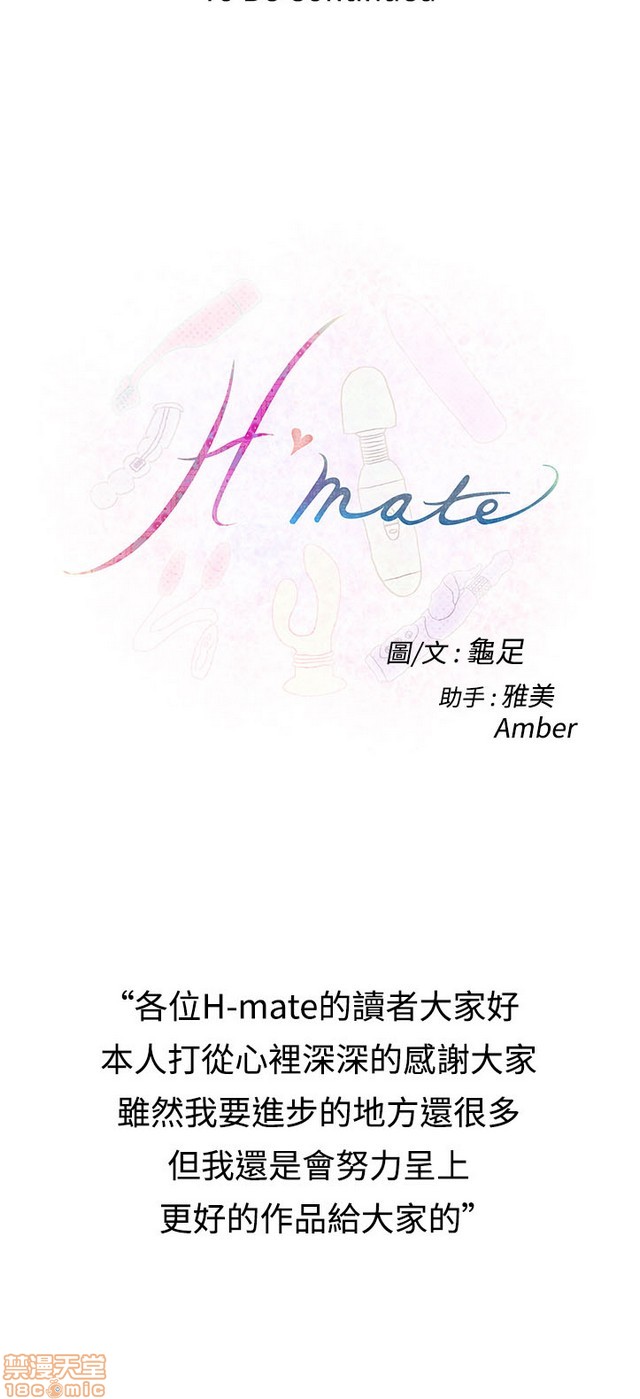 To Be Continued
H mate
圖/文 : 龜足
助手 : 雅美
Amber
“各位H-mate的讀者大家好
本人打從心裡深深的感謝大家
雖然我要進步的地方還很多
但我還是會努力呈上
更好的作品給大家的”
禁漫天堂
18comic